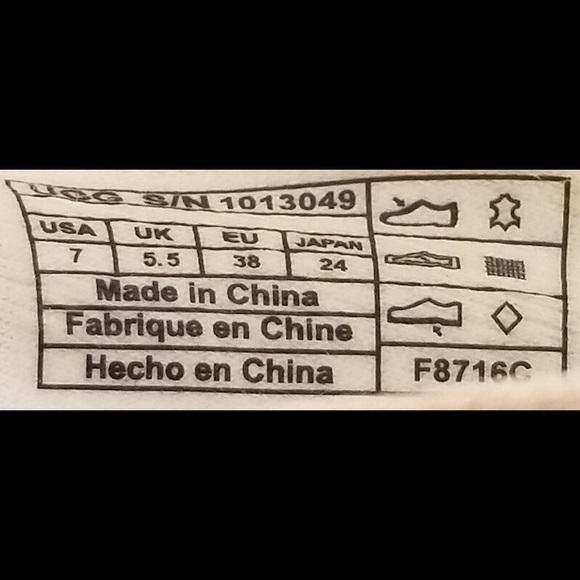 UGG S/N 1013049
USA UK EU JAPAN
7 5.5 38 24
Made in China
Fabrique en Chine
Hecho en China
F8716C